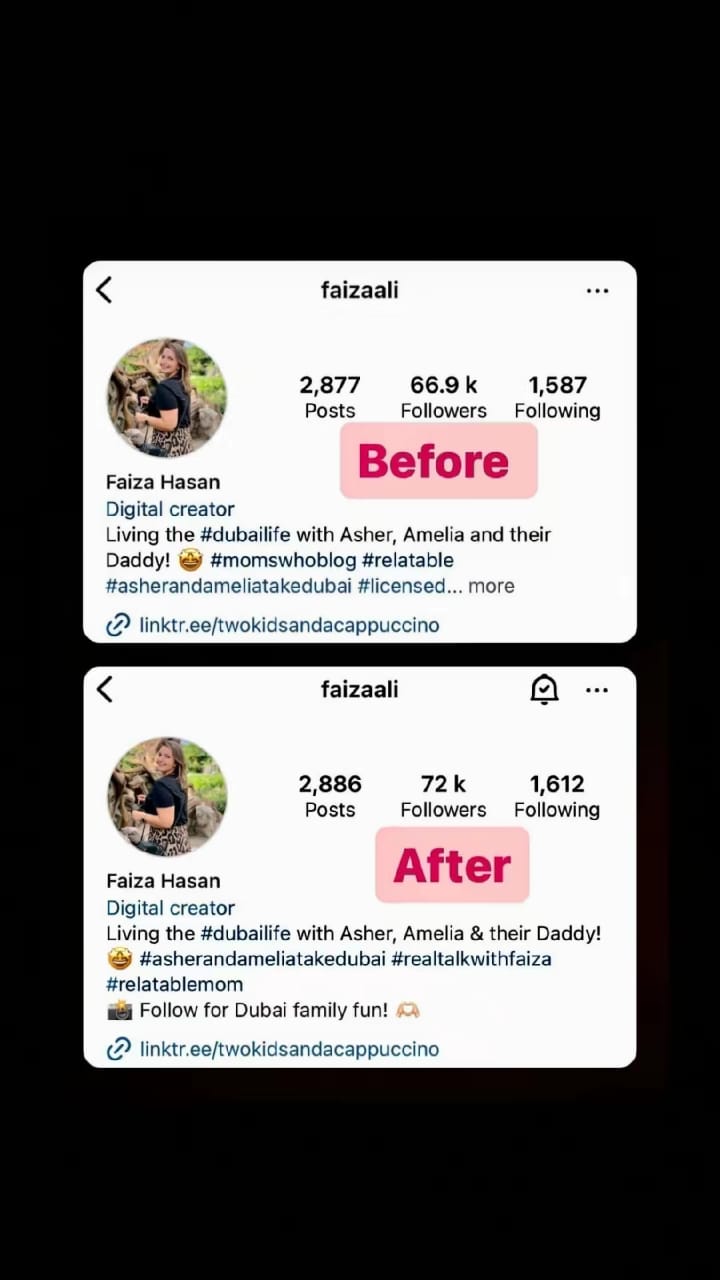 faizaali
2,877 66.9 k 1,587
Posts Followers Following
Before
Faiza Hasan
Digital creator
Living the #dubailife with Asher, Amelia and their
Daddy! 🤩 #momswhoblog #relatable
#asherandameliatakedubai #licensed... more
linktr.ee/twokidsandacappuccino
faizaali
2,886 72 k 1,612
Posts Followers Following
After
Faiza Hasan
Digital creator
Living the #dubailife with Asher, Amelia & their Daddy!
🤩 #asherandameliatakedubai #realtalkwithfaiza
#relatablemom
📸 Follow for Dubai family fun! 🫶🏼
linktr.ee/twokidsandacappuccino